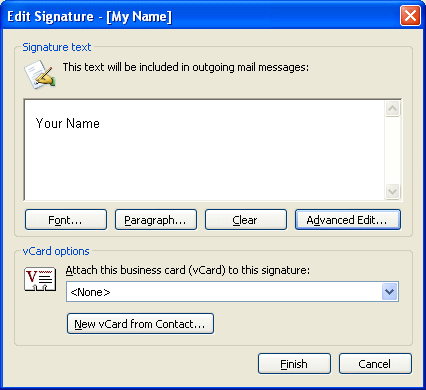 Edit Signature - [My Name]
Signature text
This text will be included in outgoing mail messages:
Your Name
Font... Paragraph... Clear Advanced Edit...
vCard options
V
Attach this business card (vCard) to this signature:
<None>
New vCard from Contact...
Finish Cancel